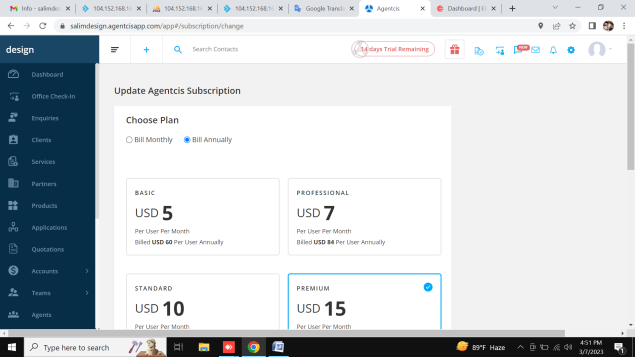 Info - salimdes
104.152.168.16
104.152.168.16
104.152.168.16
Google Transla
Agentcis
Dashboard | E
salimdesign.agentcisapp.com/app#/subscription/change
design
Search Contacts
14 days Trial Remaining
NEW
Dashboard
Office Check-In
Enquiries
Clients
Services
Partners
Products
Applications
Quotations
Accounts
Teams
Agents
Update Agentcis Subscription
Choose Plan
Bill Monthly
Bill Annually
BASIC
USD 5
Per User Per Month
Billed USD 60 Per User Annually
PROFESSIONAL
USD 7
Per User Per Month
Billed USD 84 Per User Annually
STANDARD
USD 10
Per User Per Month
PREMIUM
USD 15
Per User Per Month
Type here to search
89°F Haze
4:51 PM
3/7/2023